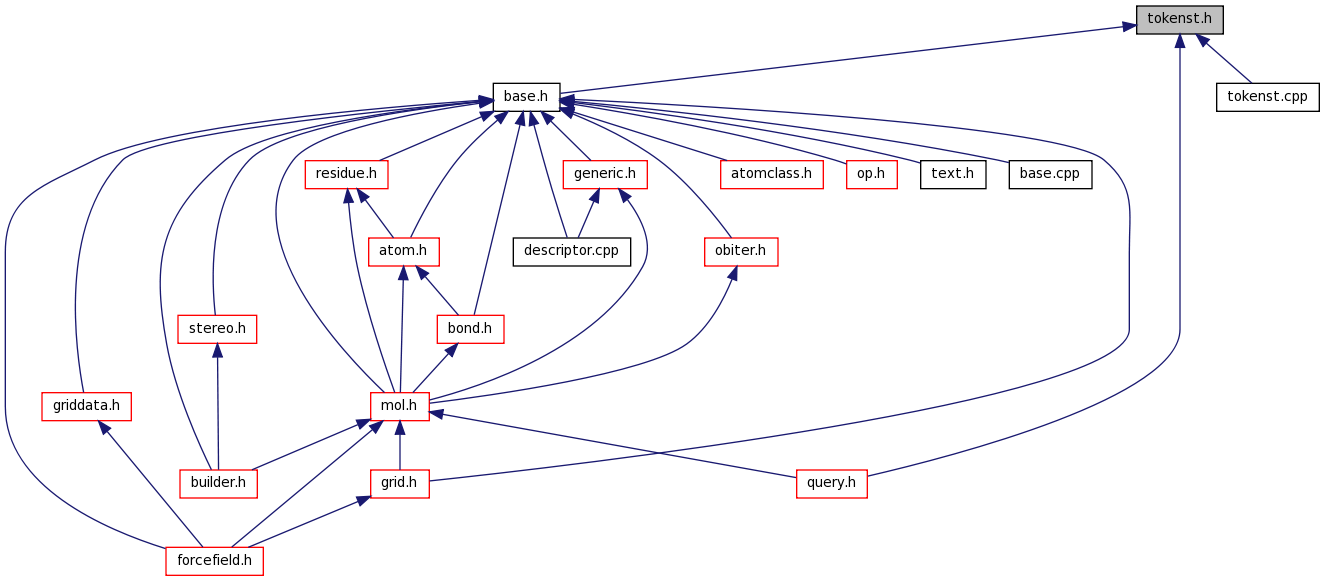 tokenst.h
base.h
tokenst.cpp
residue.h
generic.h
atomclass.h
op.h
text.h
base.cpp
atom.h
descriptor.cpp
obiter.h
stereo.h
bond.h
griddata.h
mol.h
builder.h
grid.h
query.h
forcefield.h